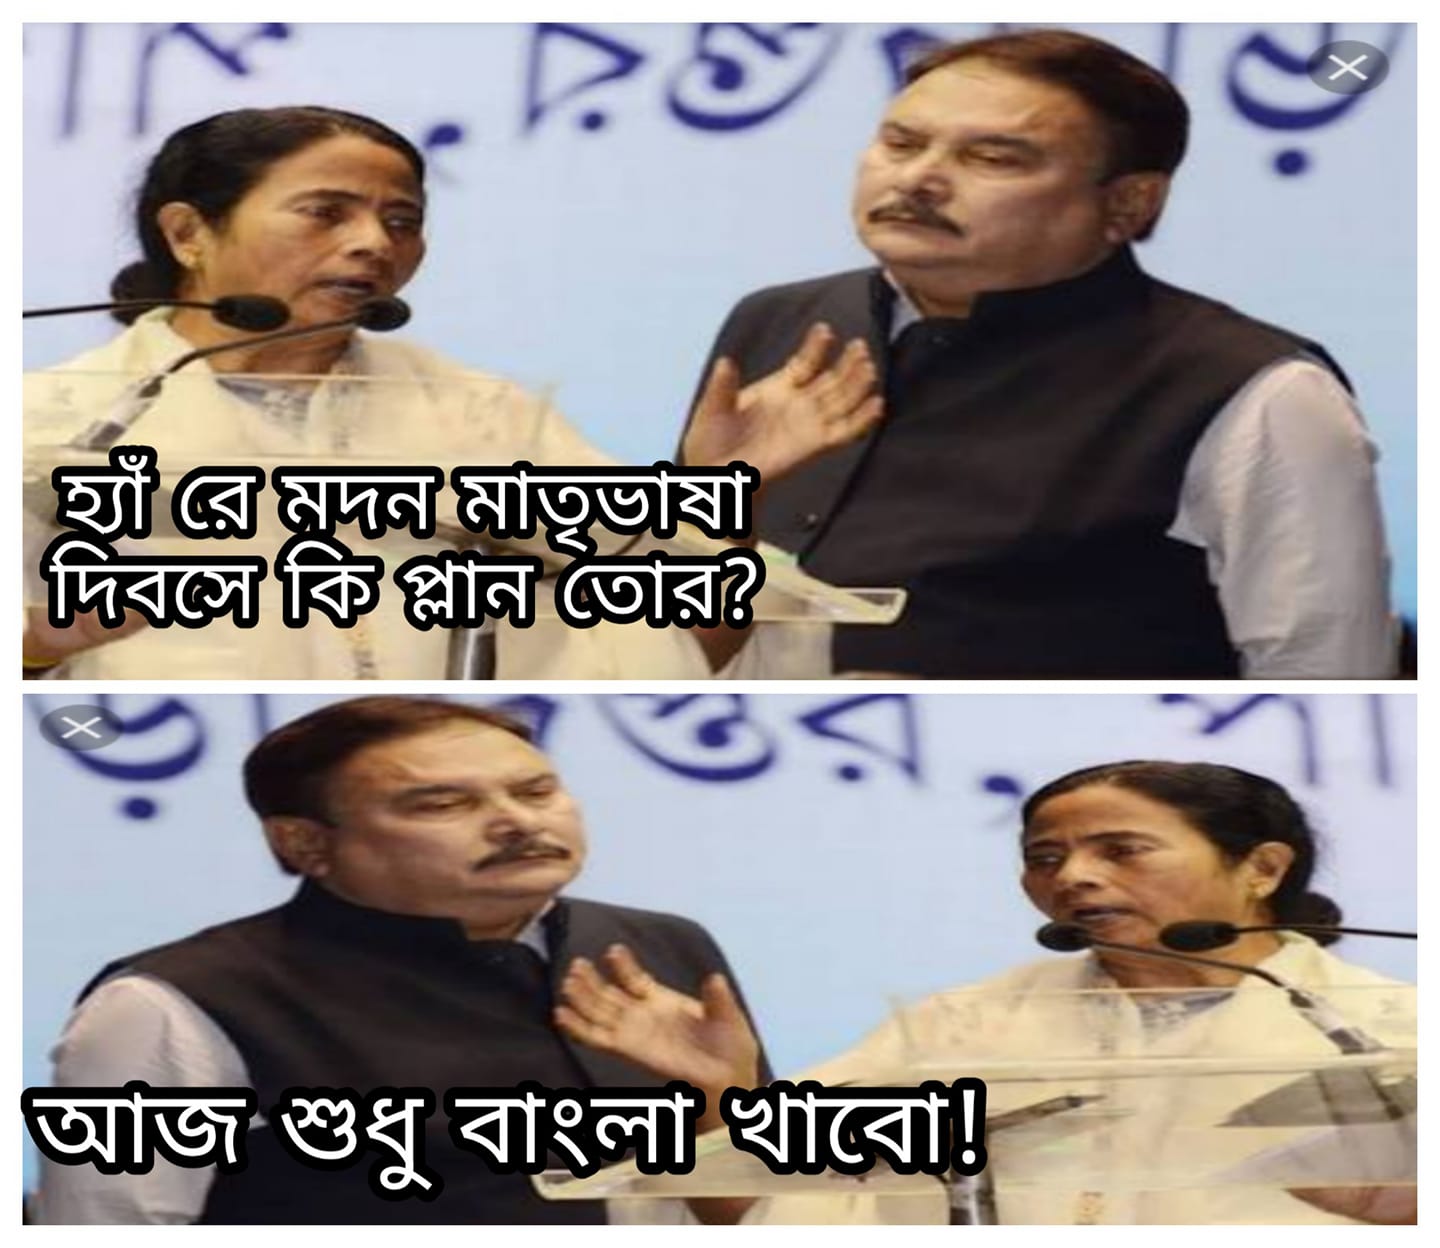 হ্যাঁ রে মদন মাতৃভাষা
দিবসে কি প্লান তোর?
আজ শুধু বাংলা খাবো!